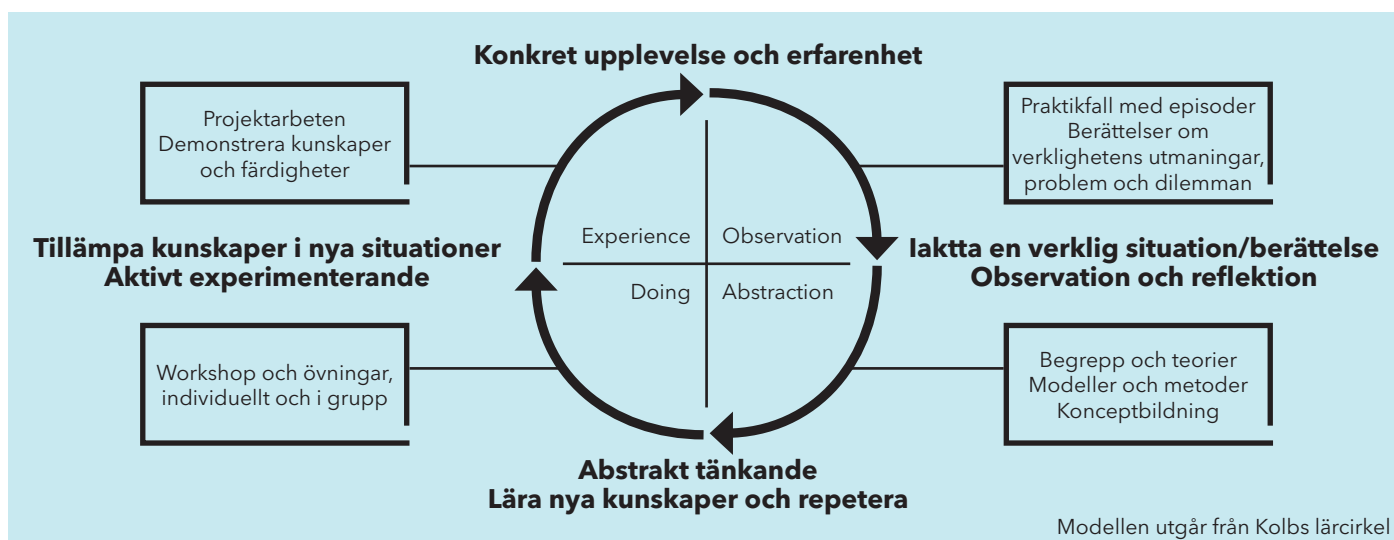 Konkret upplevelse och erfarenhet
Projektarbeten
Demonstrera kunskaper
och färdigheter
Praktikfall med episoder
Berättelser om
verklighetens utmaningar,
problem och dilemman
Tillämpa kunskaper i nya situationer
Aktivt experimenterande
Experience
Observation
Doing
Abstraction
Iaktta en verklig situation/berättelse
Observation och reflektion
Workshop och övningar,
individuellt och i grupp
Begrepp och teorier
Modeller och metoder
Konceptbildning
Abstrakt tänkande
Lära nya kunskaper och repetera
Modellen utgår från Kolbs lärcirkel